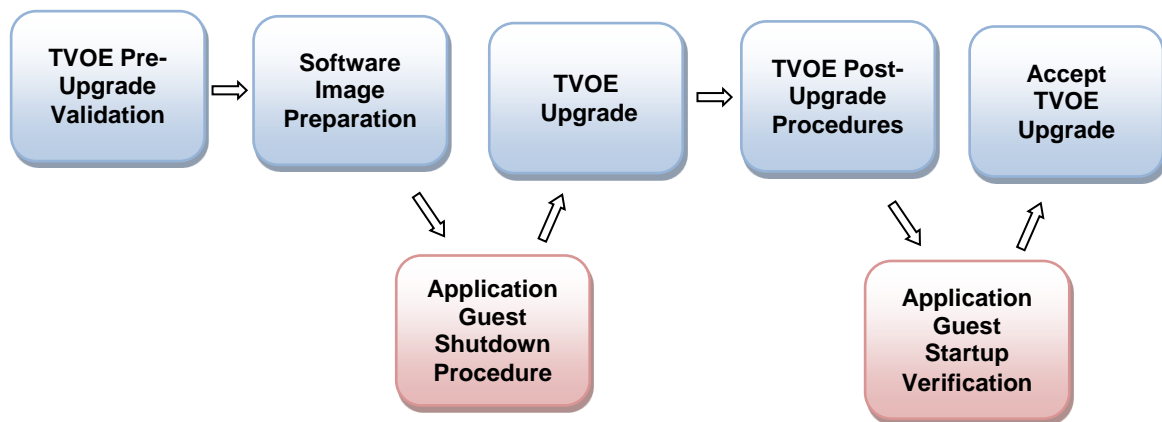 TVOE Pre-
Upgrade
Validation
Software
Image
Preparation
Application
Guest
Shutdown
Procedure
TVOE
Upgrade
TVOE Post-
Upgrade
Procedures
Application
Guest
Startup
Verification
Accept
TVOE
Upgrade